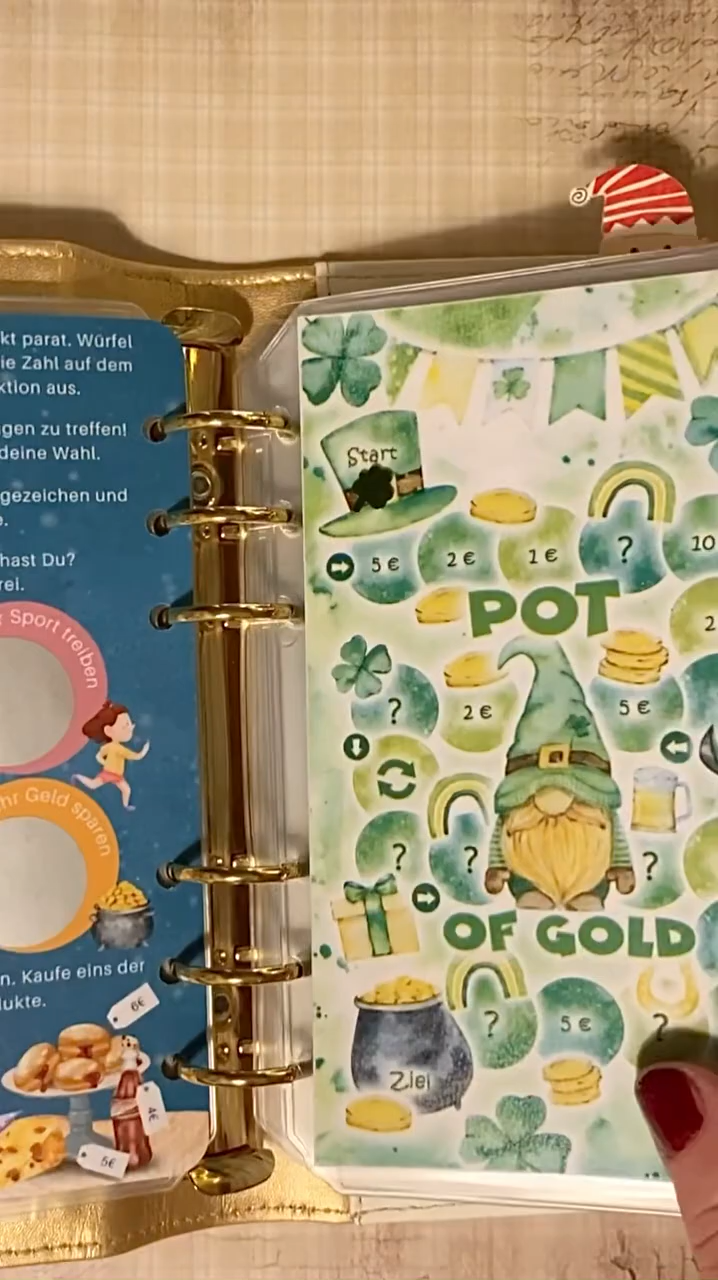 kt parat. Würfel
ie Zahl auf dem
ktion aus.
gen zu treffen!
deine Wahl.
gezeichen und
e.
hast Du?
rei.
r Sport treiben
hr Geld sparen
n. Kaufe eins der
ukte.
6€
4€
5€
Start
5 €
2 €
1 €
?
10
POT
2
?
2 €
5 €
?
?
?
OF GOLD
?
5 €
?
Ziel